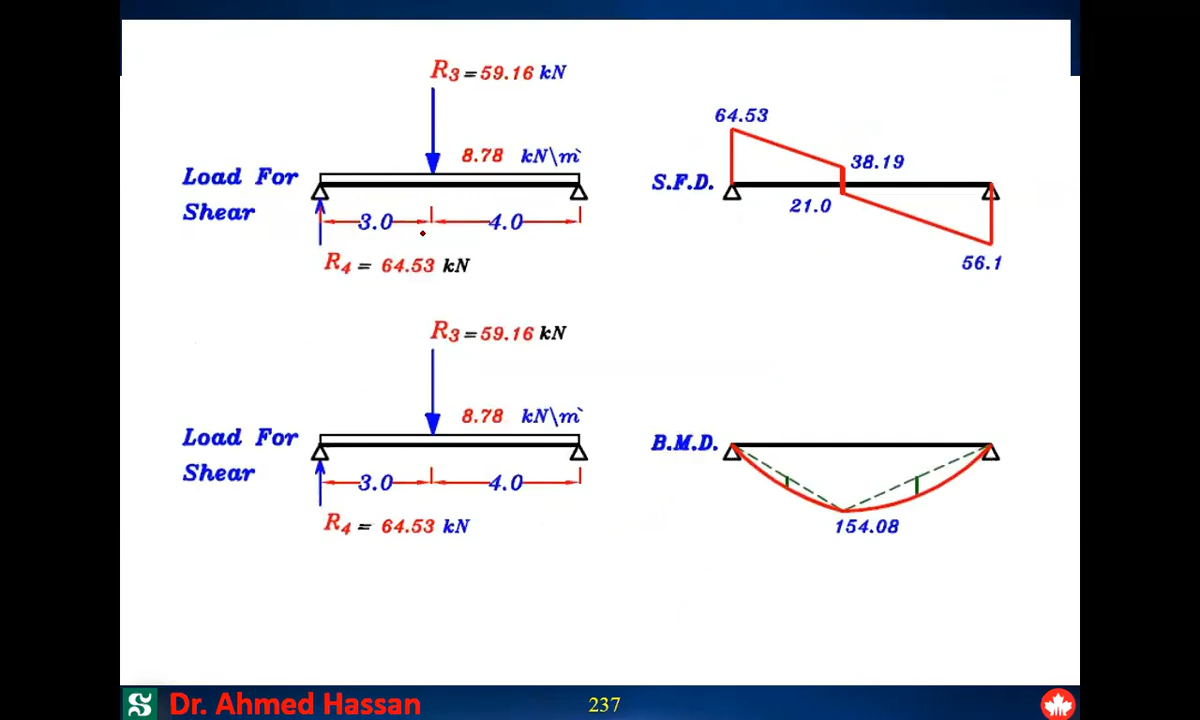 R3 = 59.16 kN
8.78 kN\m`
Load For
Shear
3.0
4.0
R4 = 64.53 kN
64.53
38.19
S.F.D.
21.0
56.1
R3 = 59.16 kN
8.78 kN\m`
Load For
Shear
3.0
4.0
R4 = 64.53 kN
B.M.D.
154.08
Dr. Ahmed Hassan
237